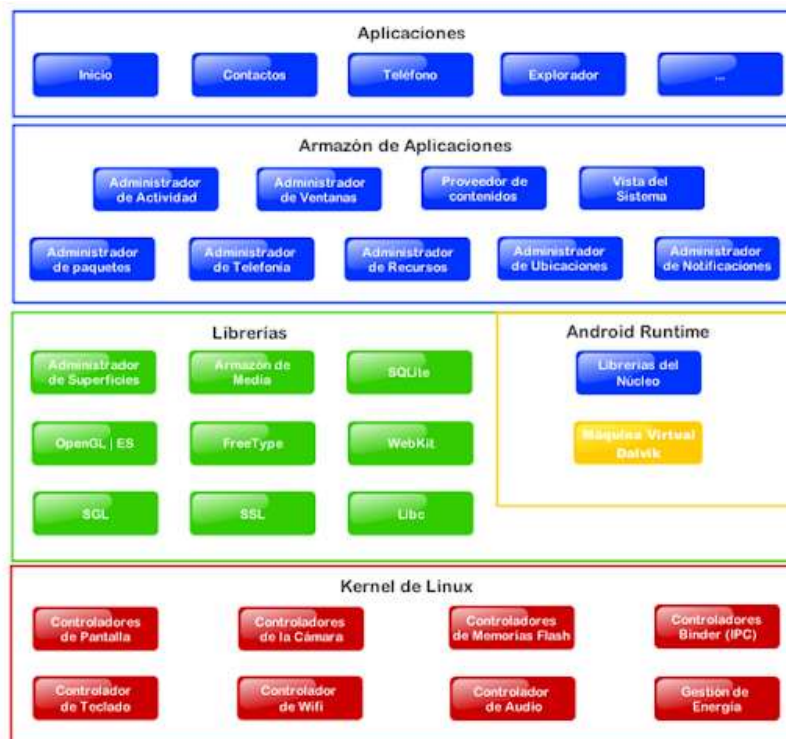 Aplicaciones
Inicio
Contactos
Teléfono
Explorador
...
Armazón de Aplicaciones
Administrador
de Actividad
Administrador
de Ventanas
Proveedor de
contenidos
Vista del
Sistema
Administrador
de paquetes
Administrador
de Telefonía
Administrador
de Recursos
Administrador
de Ubicaciones
Administrador
de Notificaciones
Librerías
Administrador
de Superficies
Armazón de
Media
SQLite
OpenGL | ES
FreeType
WebKit
SGL
SSL
Libc
Android Runtime
Librerías del
Núcleo
Máquina Virtual
Dalvik
Kernel de Linux
Controladores
de Pantalla
Controladores
de la Cámara
Controladores
de Memorias Flash
Controladores
Binder (IPC)
Controlador
de Teclado
Controlador
de Wifi
Controlador
de Audio
Gestión de
Energía